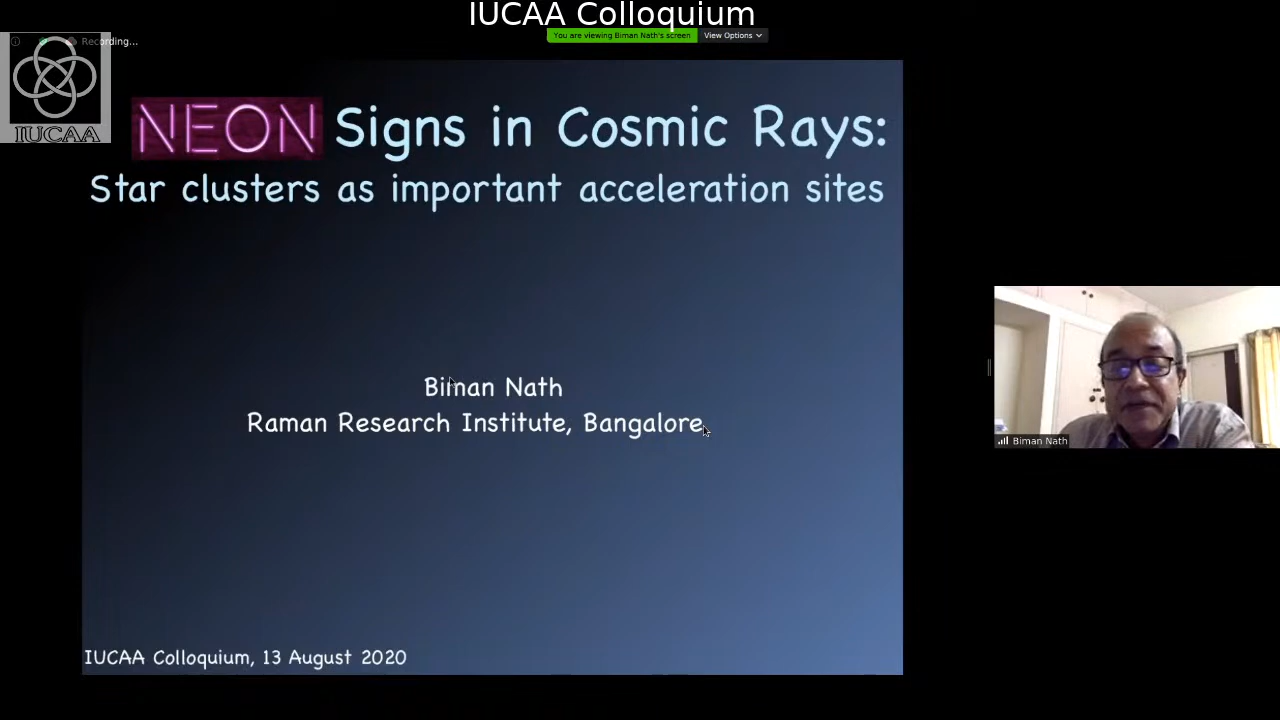 IUCAA Colloquium
Recording...
You are viewing Biman Nath's screen
View Options
IUCAA
NEON Signs in Cosmic Rays:
Star clusters as important acceleration sites
Biman Nath
Raman Research Institute, Bangalore
Biman Nath
IUCAA Colloquium, 13 August 2020